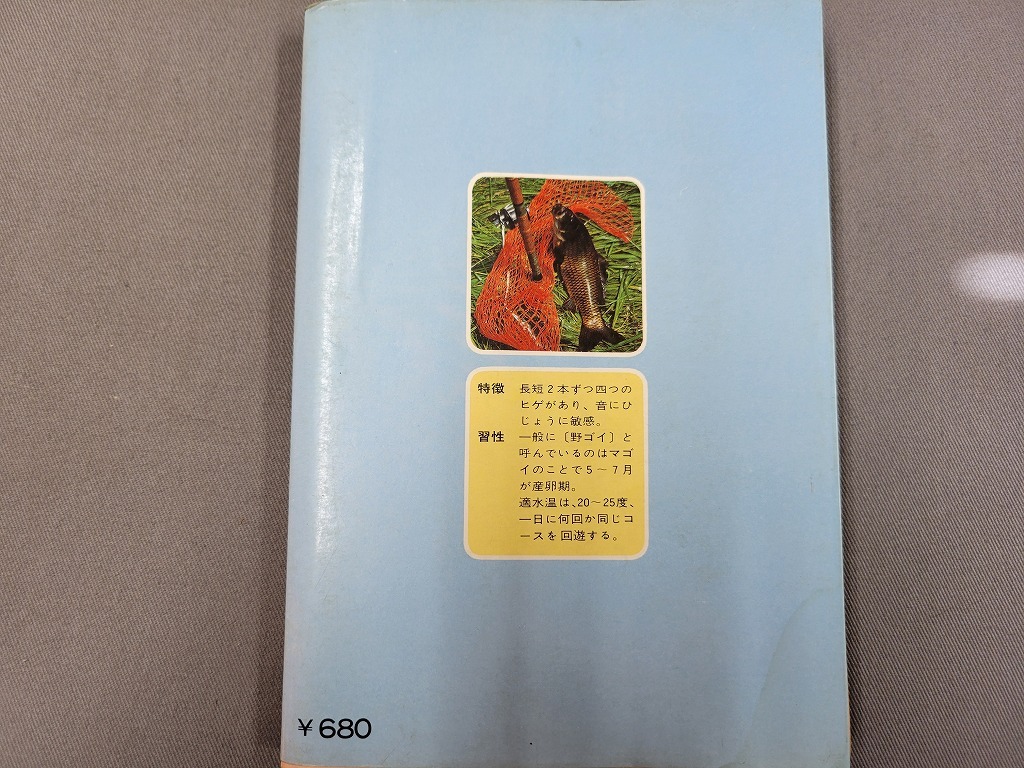 特徴 長短2本ずつ四つの
ヒゲがあり、音にひ
じょうに敏感。
習性 一般に〔野ゴイ〕と
呼んでいるのはマゴ
イのことで5〜7月
が産卵期。
適水温は、20〜25度、
一日に何回か同じコ
ースを回遊する。
¥680